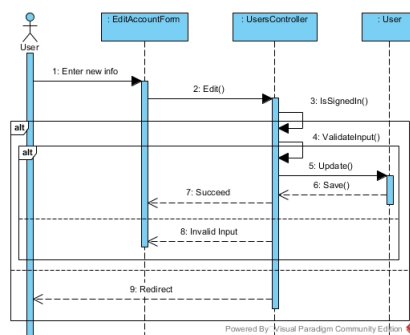 : EditAccountForm
: UsersController
: User
User
1: Enter new info
2: Edit()
3: IsSignedIn()
alt
4: ValidateInput()
alt
5: Update()
6: Save()
7: Succeed
8: Invalid Input
9: Redirect
Powered By Visual Paradigm Community Edition